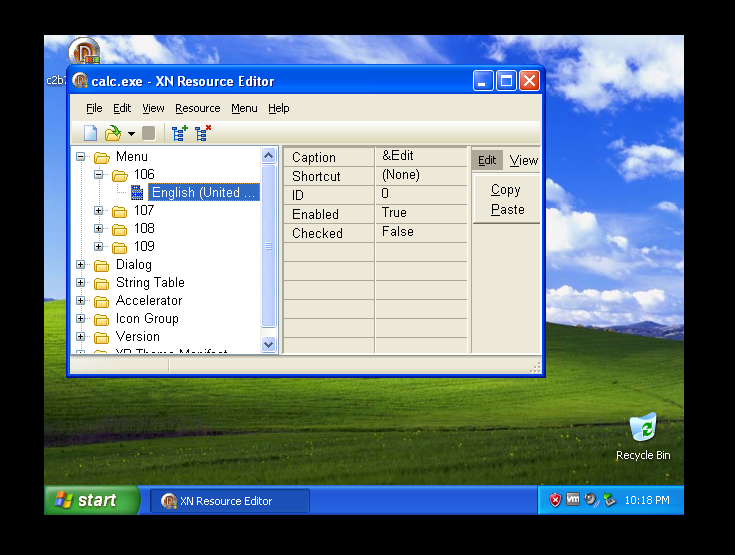 c2b7
calc.exe - XN Resource Editor
File Edit View Resource Menu Help
Menu
106
English (United ...
107
108
109
Dialog
String Table
Accelerator
Icon Group
Version
XP Theme Manifest
Caption &Edit
Shortcut (None)
ID 0
Enabled True
Checked False
Edit View
Copy
Paste
Recycle Bin
start
XN Resource Editor
10:18 PM